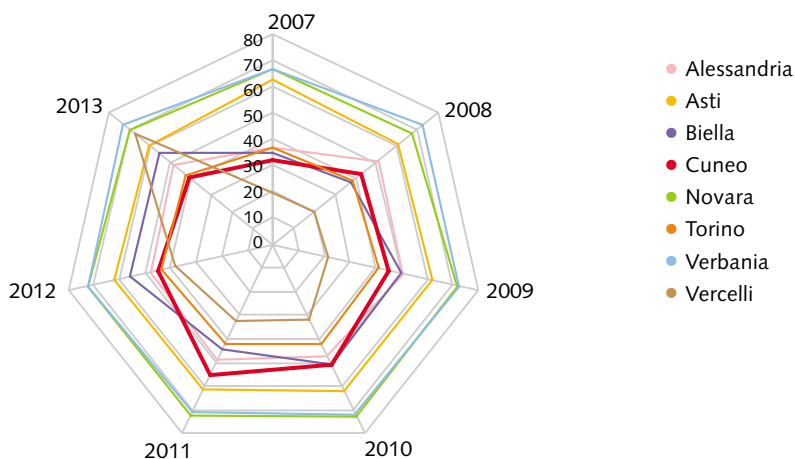 2007
80
70
60
50
40
30
20
10
0
2008
2009
2010
2011
2012
2013
Alessandria
Asti
Biella
Cuneo
Novara
Torino
Verbania
Vercelli